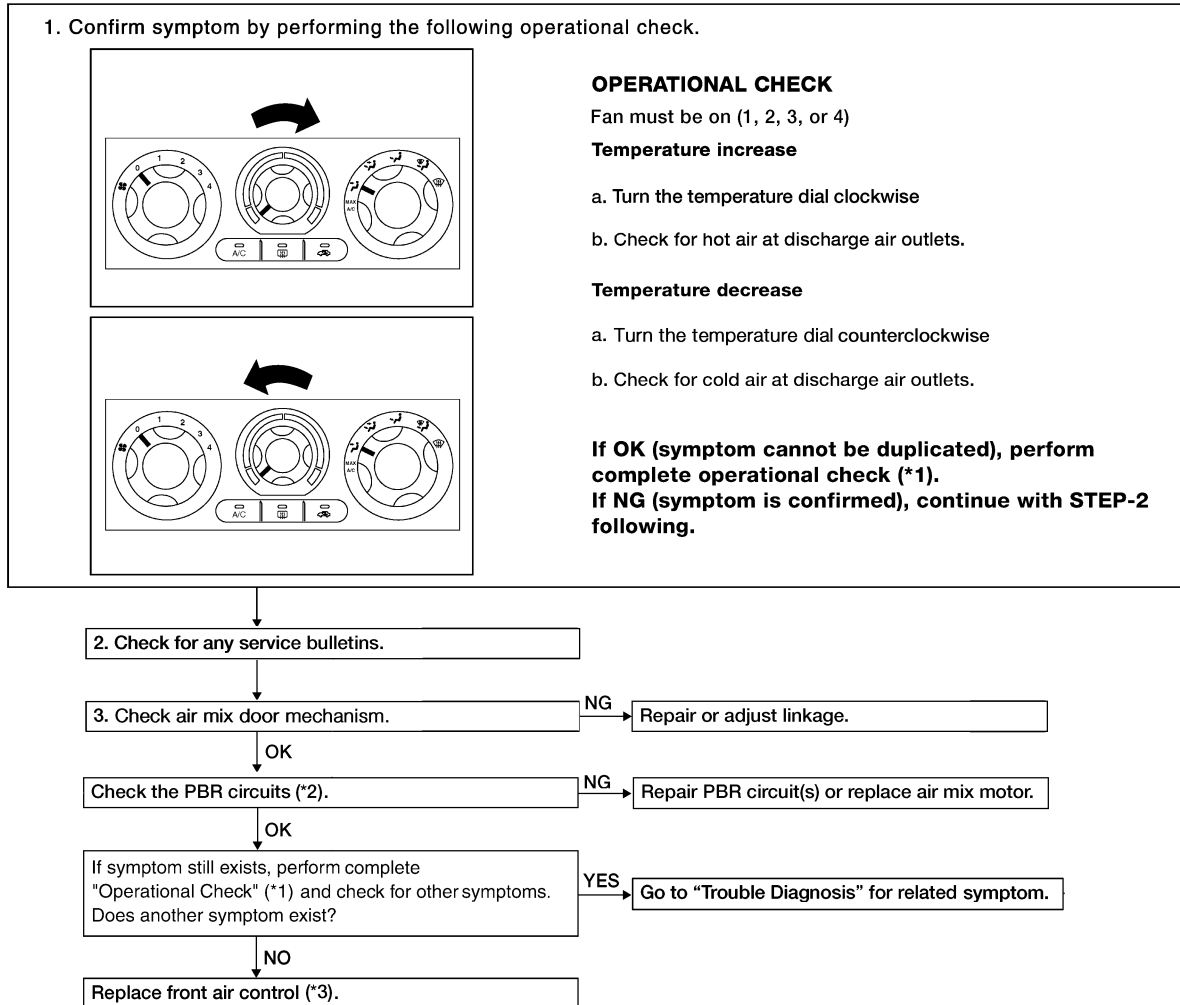 1. Confirm symptom by performing the following operational check.
0 1 2 3 4
MAX A/C
A/C
OPERATIONAL CHECK
Fan must be on (1, 2, 3, or 4)
Temperature increase
a. Turn the temperature dial clockwise
b. Check for hot air at discharge air outlets.
Temperature decrease
a. Turn the temperature dial counterclockwise
b. Check for cold air at discharge air outlets.
0 1 2 3 4
MAX A/C
A/C
If OK (symptom cannot be duplicated), perform
complete operational check (*1).
If NG (symptom is confirmed), continue with STEP-2
following.
2. Check for any service bulletins.
3. Check air mix door mechanism.
NG
Repair or adjust linkage.
OK
Check the PBR circuits (*2).
NG
Repair PBR circuit(s) or replace air mix motor.
OK
If symptom still exists, perform complete
"Operational Check" (*1) and check for other symptoms.
Does another symptom exist?
YES
Go to “Trouble Diagnosis” for related symptom.
NO
Replace front air control (*3).